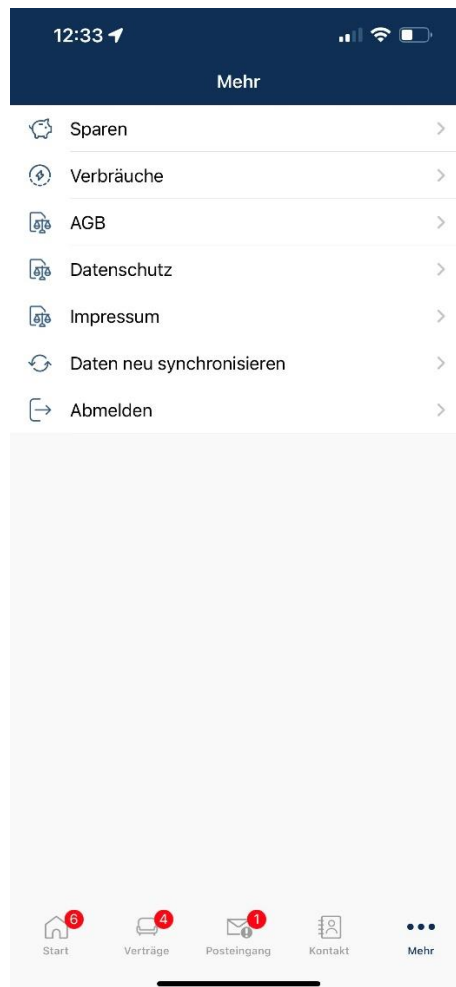 12:33
Mehr
Sparen
Verbräuche
AGB
Datenschutz
Impressum
Daten neu synchronisieren
Abmelden
6 4 1
Start Verträge Posteingang Kontakt Mehr